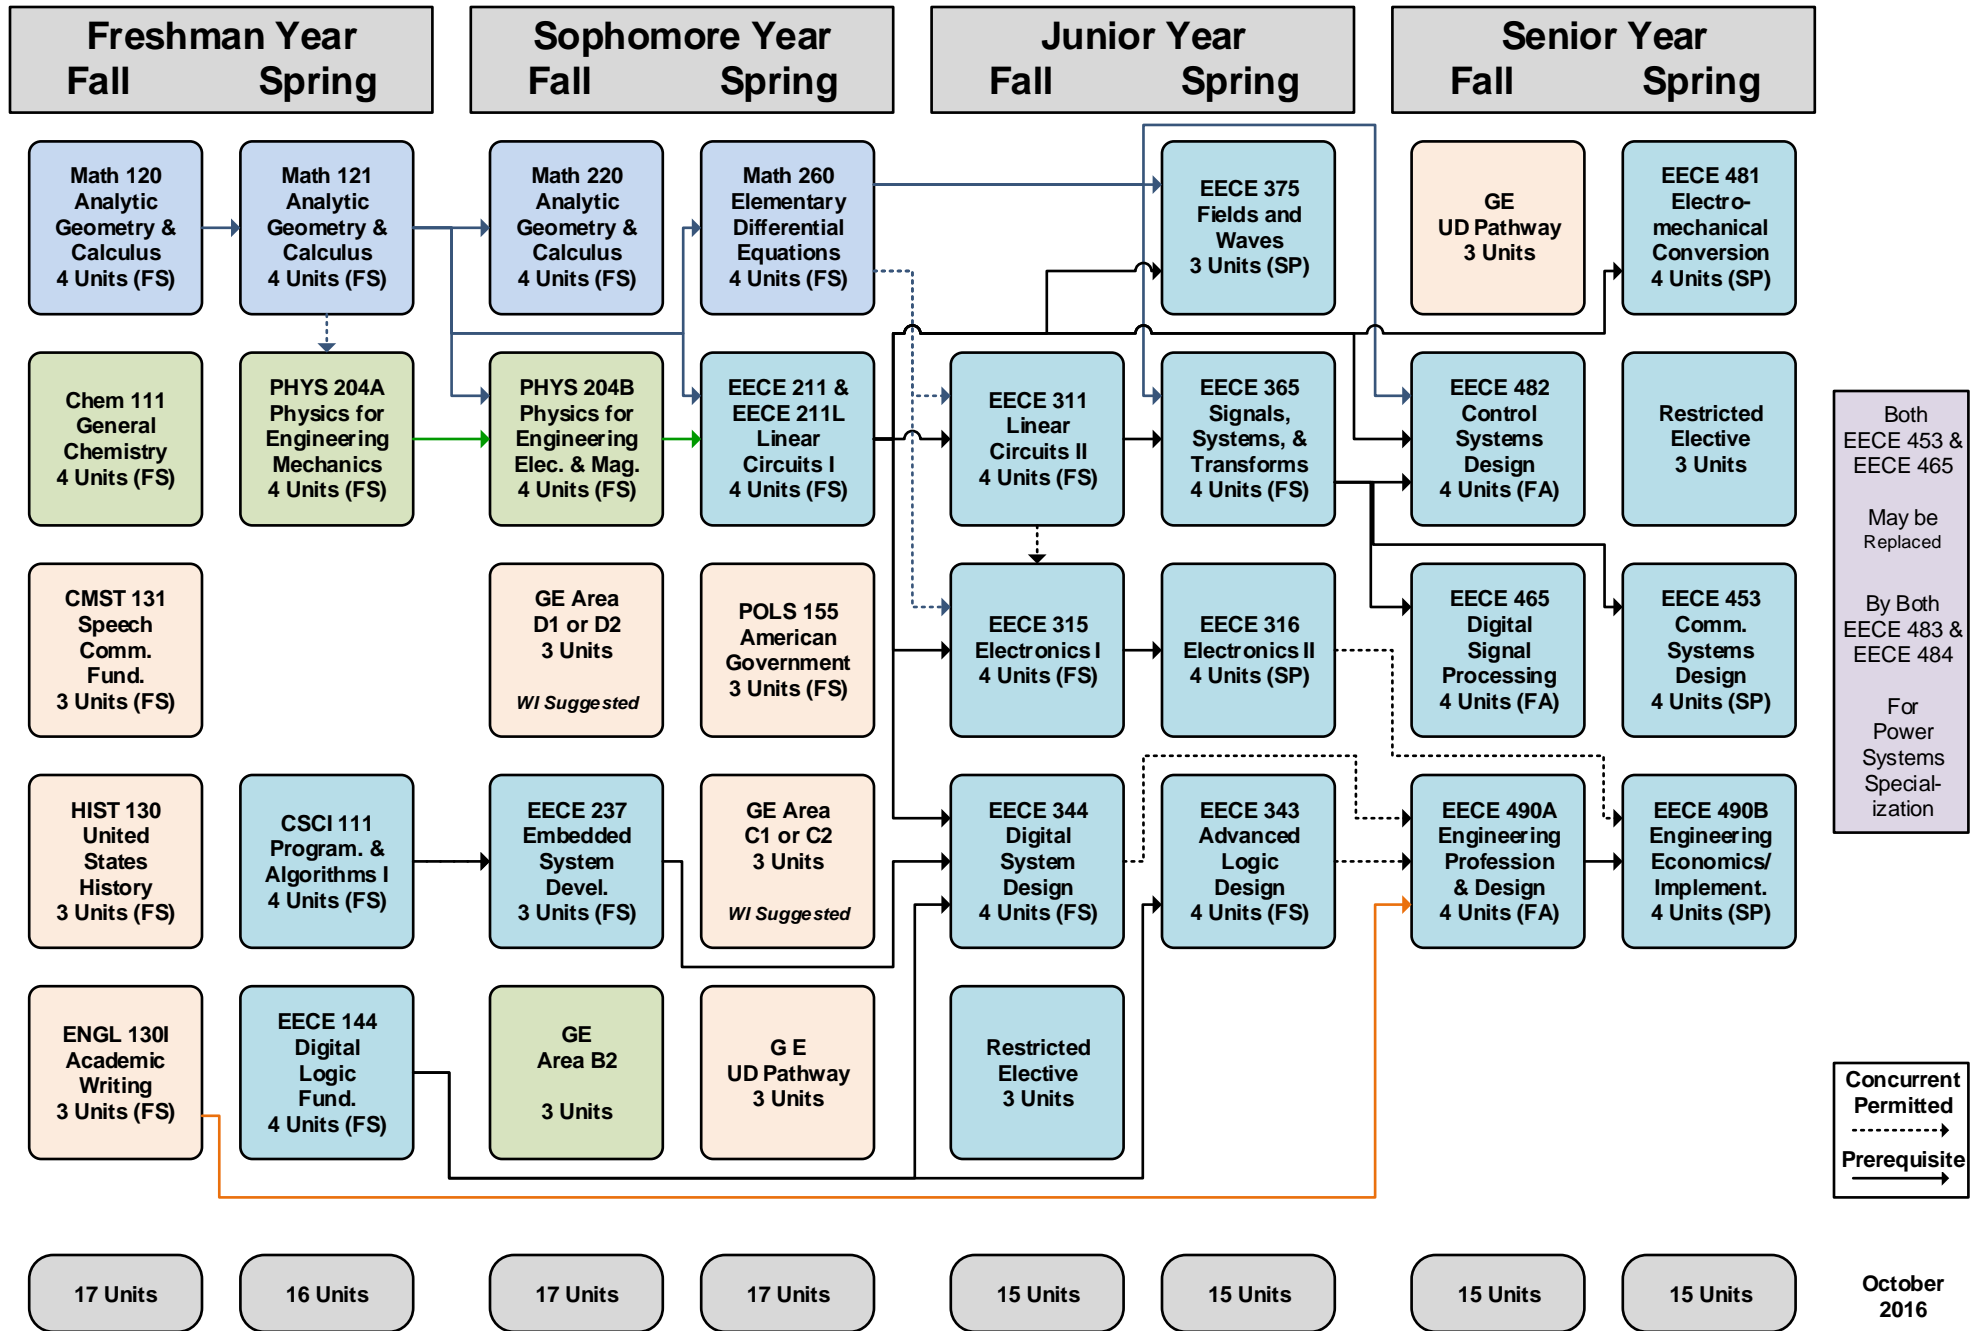 Freshman Year
Fall Spring
Sophomore Year
Fall Spring
Junior Year
Fall Spring
Senior Year
Fall Spring
Math 120
Analytic
Geometry &
Calculus
4 Units (FS)
Math 121
Analytic
Geometry &
Calculus
4 Units (FS)
Math 220
Analytic
Geometry &
Calculus
4 Units (FS)
Math 260
Elementary
Differential
Equations
4 Units (FS)
EECE 375
Fields and
Waves
3 Units (SP)
GE
UD Pathway
3 Units
EECE 481
Electro-
mechanical
Conversion
4 Units (SP)
Chem 111
General
Chemistry
4 Units (FS)
PHYS 204A
Physics for
Engineering
Mechanics
4 Units (FS)
PHYS 204B
Physics for
Engineering
Elec. & Mag.
4 Units (FS)
EECE 211 &
EECE 211L
Linear
Circuits I
4 Units (FS)
EECE 311
Linear
Circuits II
4 Units (FS)
EECE 365
Signals,
Systems, &
Transforms
4 Units (FS)
EECE 482
Control
Systems
Design
4 Units (FA)
Restricted
Elective
3 Units
Both
EECE 453 &
EECE 465
May be
Replaced
By Both
EECE 483 &
EECE 484
For
Power
Systems
Special-
ization
CMST 131
Speech
Comm.
Fund.
3 Units (FS)
GE Area
D1 or D2
3 Units
WI Suggested
POLS 155
American
Government
3 Units (FS)
EECE 315
Electronics I
4 Units (FS)
EECE 316
Electronics II
4 Units (SP)
EECE 465
Digital
Signal
Processing
4 Units (FA)
EECE 453
Comm.
Systems
Design
4 Units (SP)
HIST 130
United
States
History
3 Units (FS)
CSCI 111
Program. &
Algorithms I
4 Units (FS)
EECE 237
Embedded
System
Devel.
3 Units (FS)
GE Area
C1 or C2
3 Units
WI Suggested
EECE 344
Digital
System
Design
4 Units (FS)
EECE 343
Advanced
Logic
Design
4 Units (FS)
EECE 490A
Engineering
Profession
& Design
4 Units (FA)
EECE 490B
Engineering
Economics/
Implement.
4 Units (SP)
ENGL 130I
Academic
Writing
3 Units (FS)
EECE 144
Digital
Logic
Fund.
4 Units (FS)
GE
Area B2
3 Units
G E
UD Pathway
3 Units
Restricted
Elective
3 Units
Concurrent
Permitted
Prerequisite
17 Units
16 Units
17 Units
17 Units
15 Units
15 Units
15 Units
15 Units
October
2016